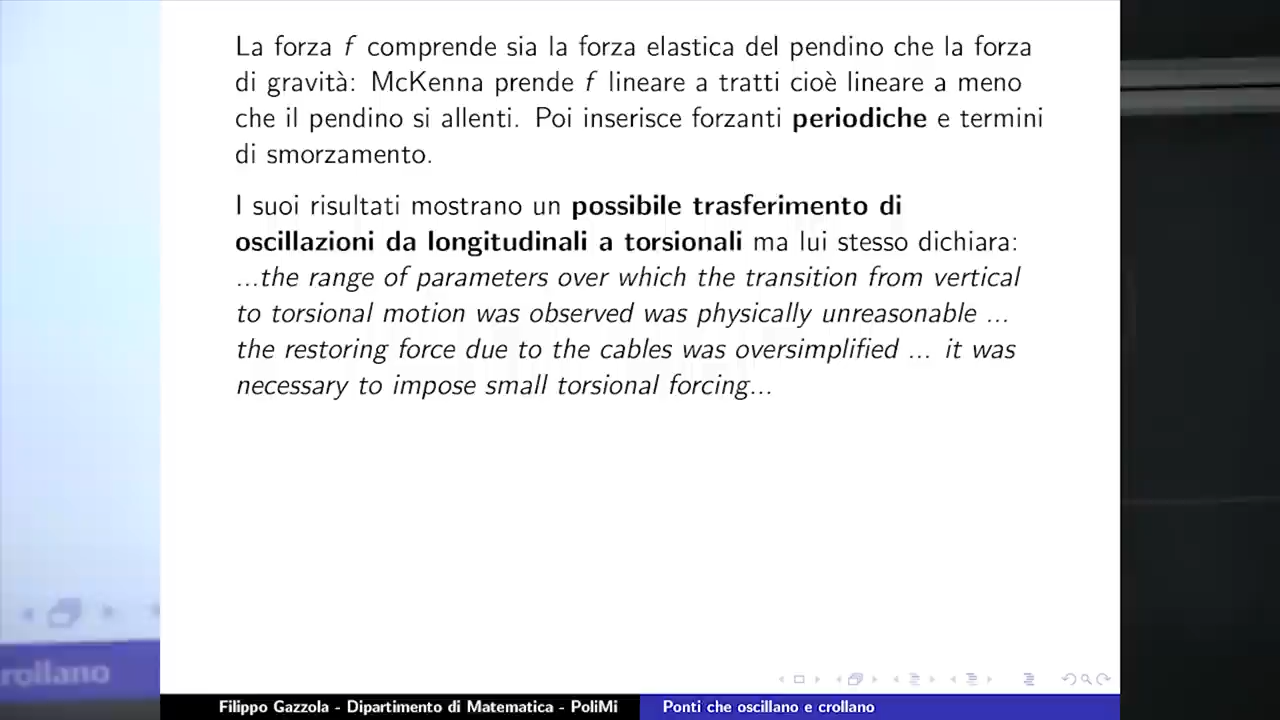 La forza f comprende sia la forza elastica del pendino che la forza
di gravità: McKenna prende f lineare a tratti cioè lineare a meno
che il pendino si allenti. Poi inserisce forzanti periodiche e termini
di smorzamento.
I suoi risultati mostrano un possibile trasferimento di
oscillazioni da longitudinali a torsionali ma lui stesso dichiara:
...the range of parameters over which the transition from vertical
to torsional motion was observed was physically unreasonable ...
the restoring force due to the cables was oversimplified ... it was
necessary to impose small torsional forcing...
rollano
Filippo Gazzola - Dipartimento di Matematica - PoliMi
Ponti che oscillano e crollano